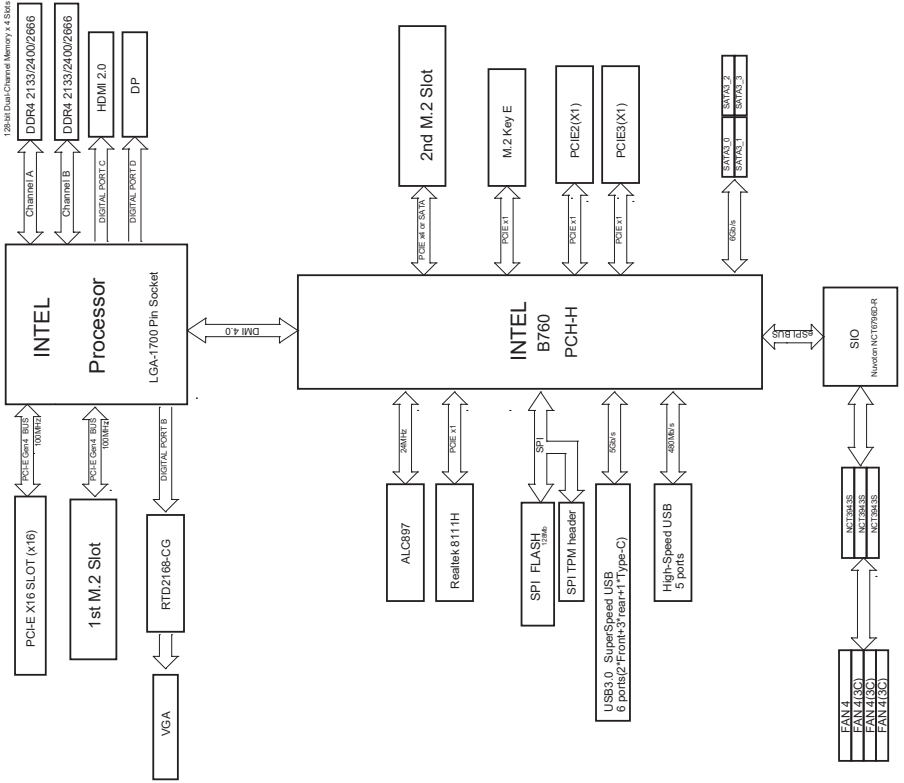 128-bit Dual-Channel Memory x 4 Slots
DDR4 2133/2400/2666
DDR4 2133/2400/2666
HDMI 2.0
DP
Channel A
Channel B
DIGITAL PORT C
DIGITAL PORT D
INTEL
Processor
LGA-1700 Pin Socket
PCI-E Gen4 BUS
100MHz
PCI-E Gen4 BUS
100MHz
DIGITAL PORT B
PCI-E X16 SLOT (x16)
1st M.2 Slot
RTD2168-CG
VGA
DMI 4.0
2nd M.2 Slot
M.2 Key E
PCIE2(X1)
PCIE3(X1)
SATA3_2
SATA3_3
SATA3_0
SATA3_1
PCIE x4 or SATA
PCIE x1
PCIE x1
PCIE x1
6Gb/s
INTEL
B760
PCH-H
24MHz
PCIE x1
SPI
5Gb/s
480Mb/s
ALC897
Realtek 8111H
SPI FLASH
128Mb
SPI TPM header
USB3.0 SuperSpeed USB
6 ports(2*Front+3*rear+1*Type-C)
High-Speed USB
5 ports
eSPI BUS
SIO
Nuvoton NCT6796D-R
NCT3943S
NCT3943S
NCT3943S
FAN 4
FAN 4(3C)
FAN 4(3C)
FAN 4(3C)